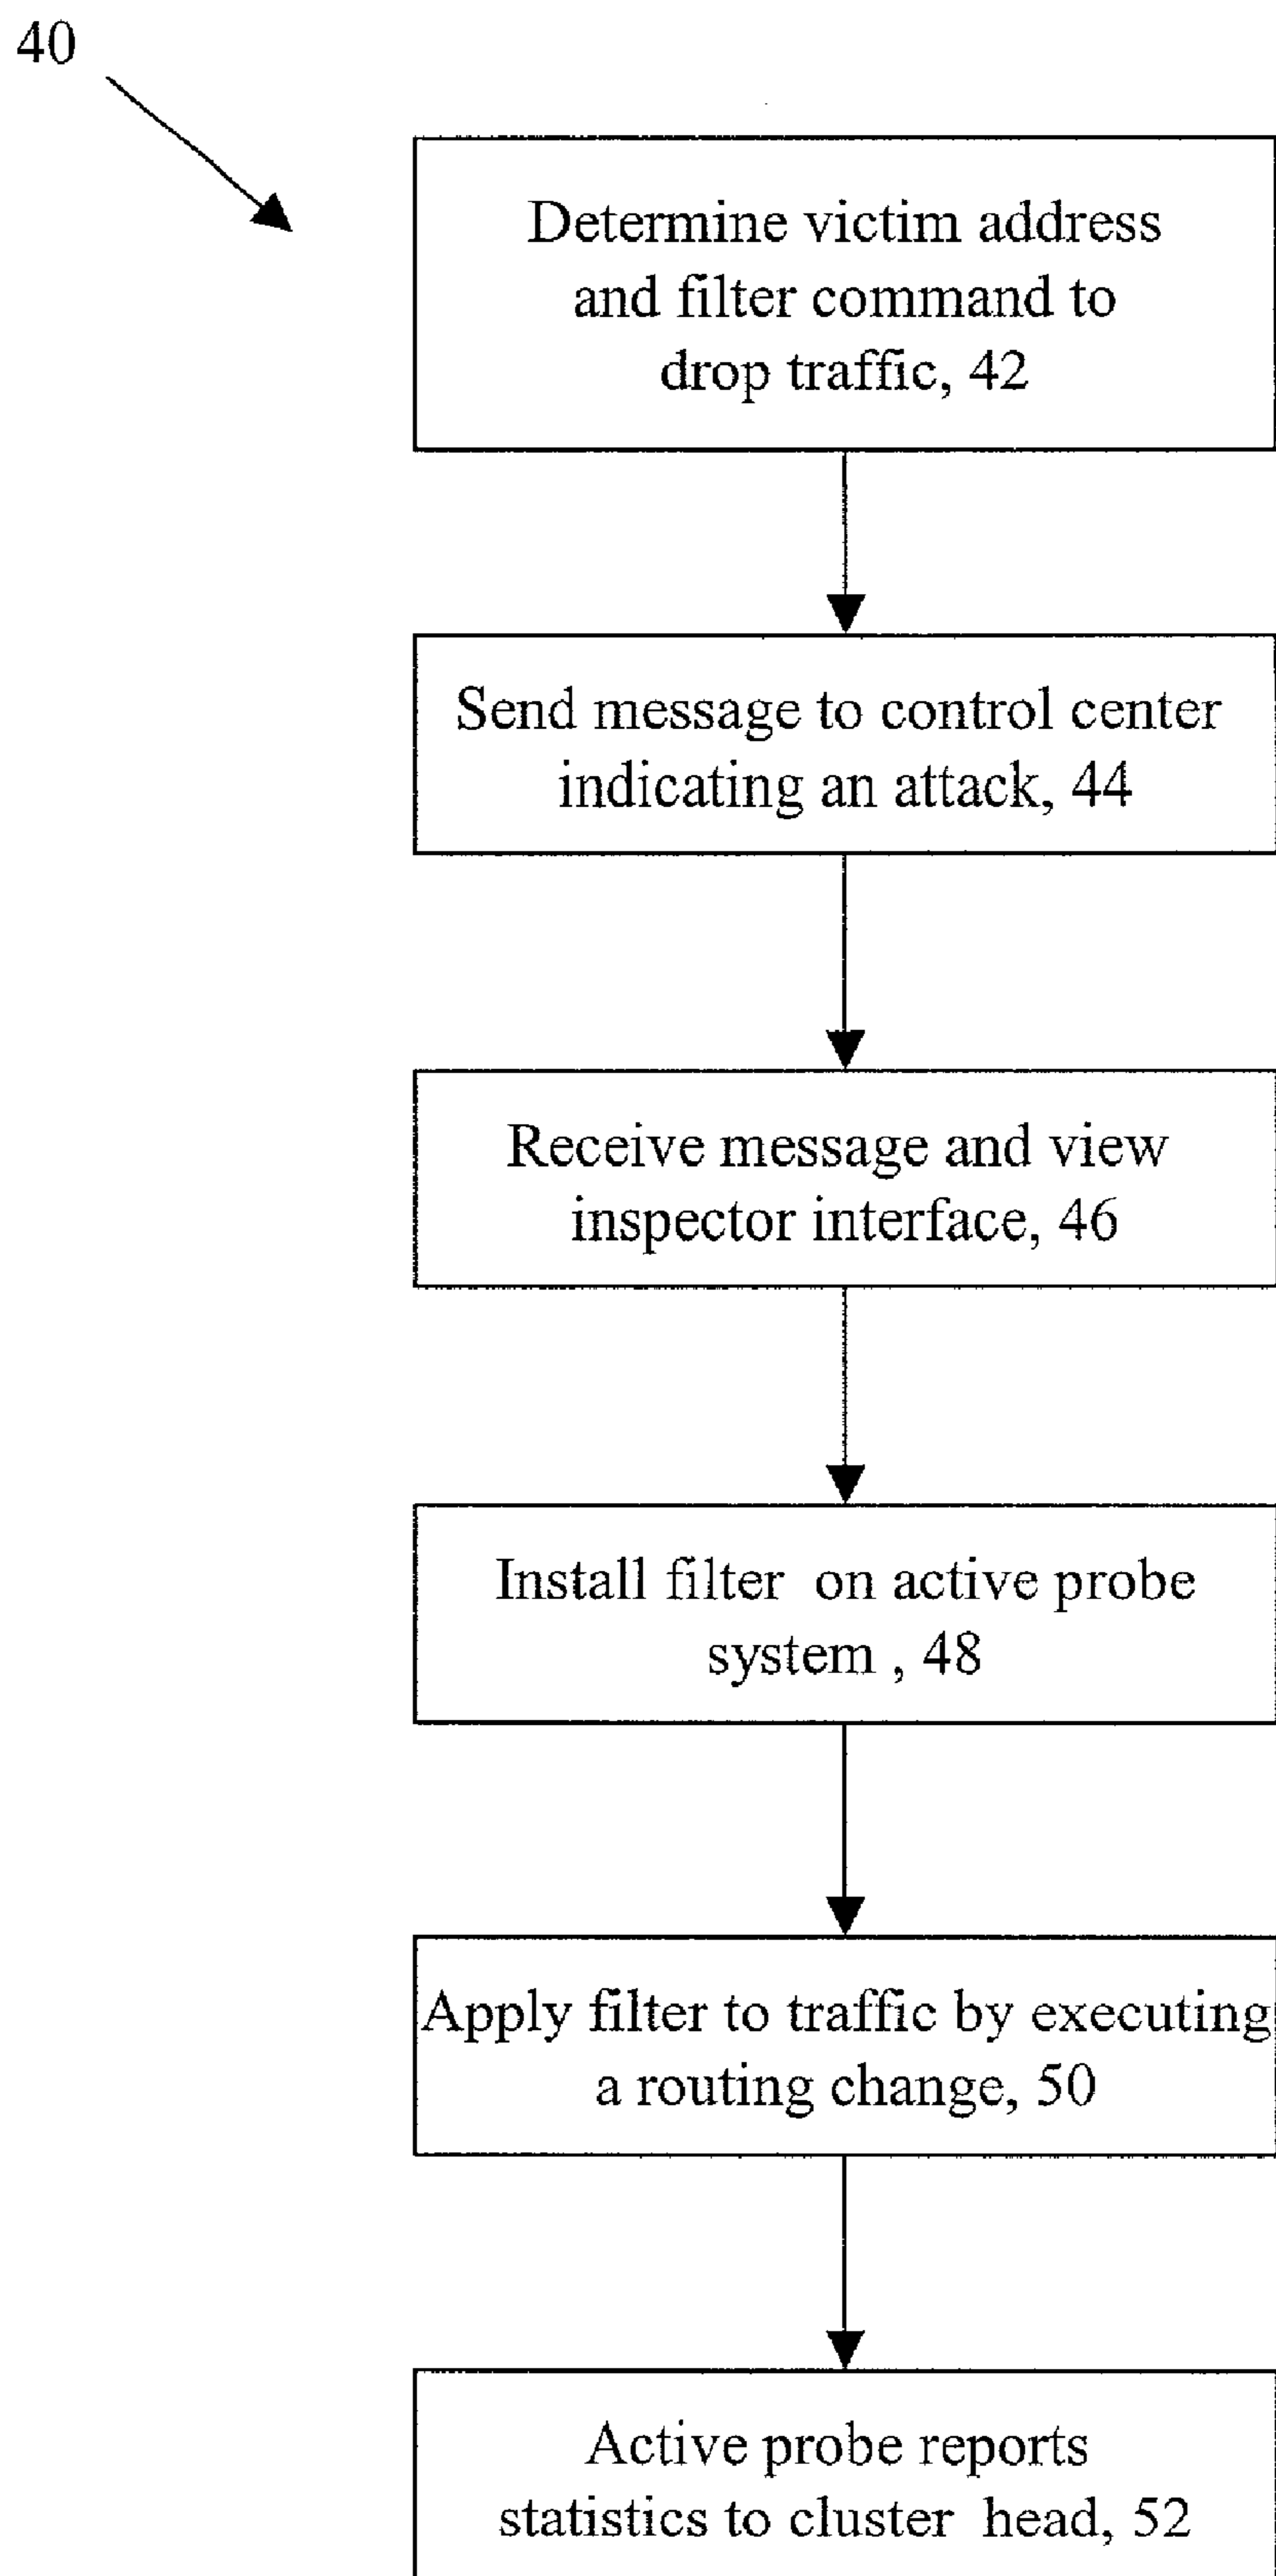 40
Determine victim address
and filter command to
drop traffic, 42
Send message to control center
indicating an attack, 44
Receive message and view
inspector interface, 46
Install filter on active probe
system , 48
Apply filter to traffic by executing
a routing change, 50
Active probe reports
statistics to cluster head, 52